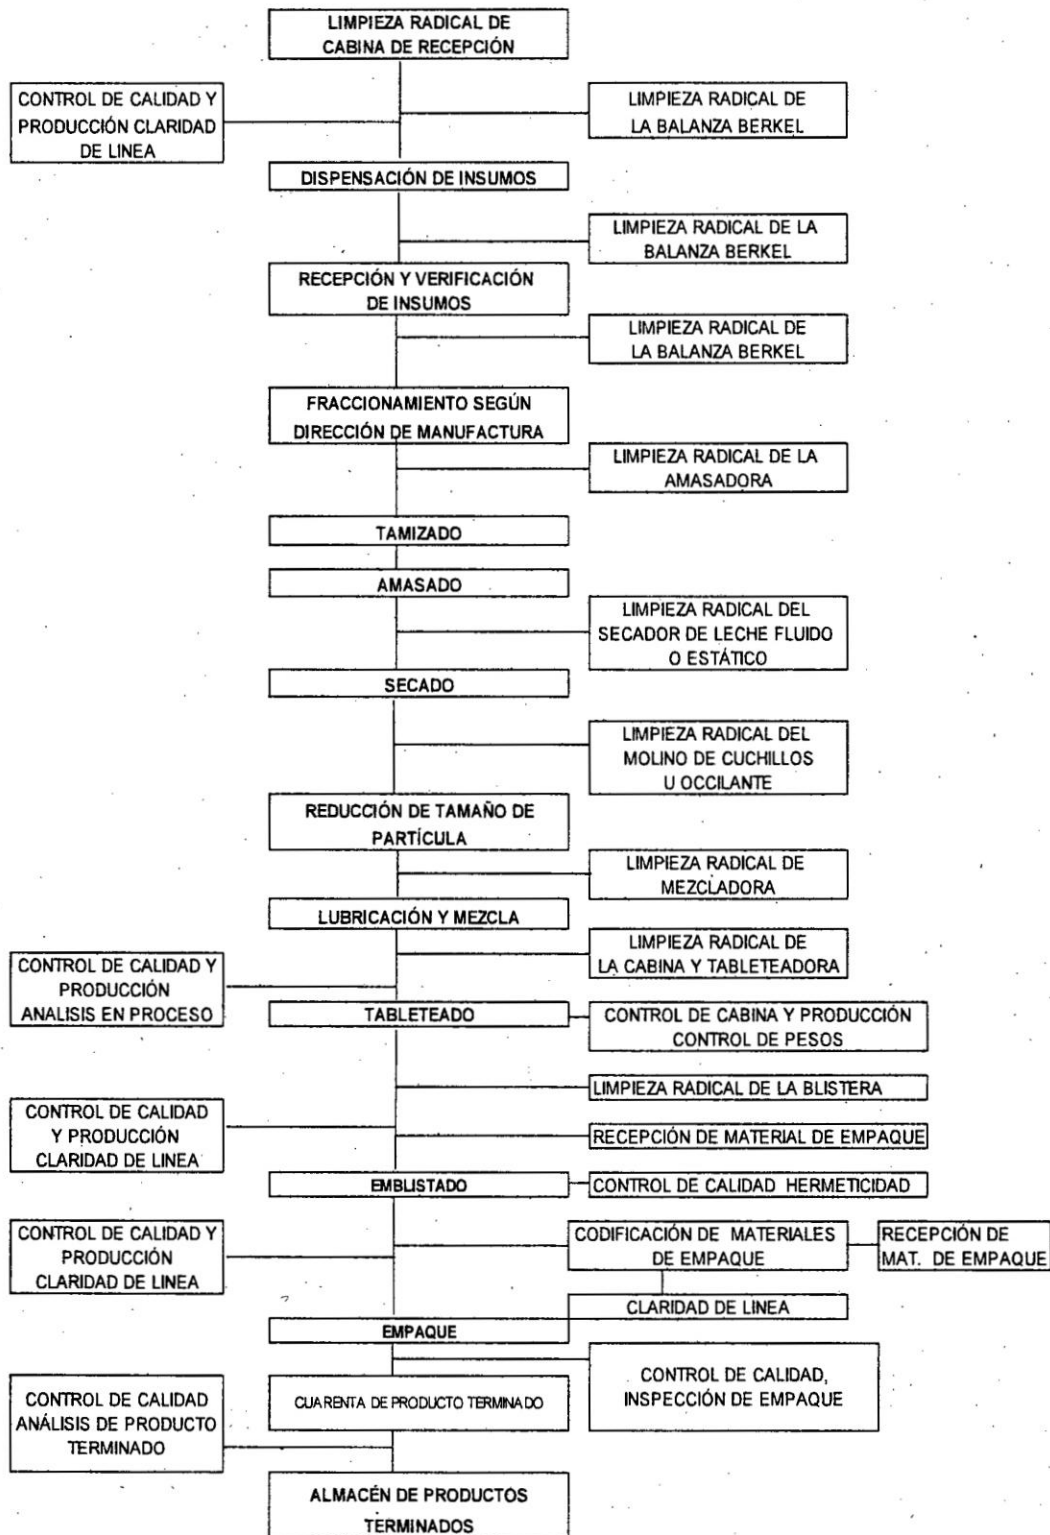 LIMPIEZA RADICAL DE
CABINA DE RECEPCIÓN
CONTROL DE CALIDAD Y
PRODUCCIÓN CLARIDAD
DE LINEA
LIMPIEZA RADICAL DE
LA BALANZA BERKEL
DISPENSACIÓN DE INSUMOS
LIMPIEZA RADICAL DE LA
BALANZA BERKEL
RECEPCIÓN Y VERIFICACIÓN
DE INSUMOS
LIMPIEZA RADICAL DE
LA BALANZA BERKEL
FRACCIONAMIENTO SEGÚN
DIRECCIÓN DE MANUFACTURA
LIMPIEZA RADICAL DE LA
AMASADORA
TAMIZADO
AMASADO
LIMPIEZA RADICAL DEL
SECADOR DE LECHE FLUIDO
O ESTÁTICO
SECADO
LIMPIEZA RADICAL DEL
MOLINO DE CUCHILLOS
U OCCILANTE
REDUCCIÓN DE TAMAÑO DE
PARTÍCULA
LIMPIEZA RADICAL DE
MEZCLADORA
LUBRICACIÓN Y MEZCLA
LIMPIEZA RADICAL DE
LA CABINA Y TABLETEADORA
CONTROL DE CALIDAD Y
PRODUCCIÓN
ANALISIS EN PROCESO
TABLETEADO
CONTROL DE CABINA Y PRODUCCIÓN
CONTROL DE PESOS
LIMPIEZA RADICAL DE LA BLISTERA
CONTROL DE CALIDAD
Y PRODUCCIÓN
CLARIDAD DE LINEA
RECEPCIÓN DE MATERIAL DE EMPAQUE
EMBLISTADO
CONTROL DE CALIDAD HERMETICIDAD
CONTROL DE CALIDAD Y
PRODUCCIÓN
CLARIDAD DE LINEA
CODIFICACIÓN DE MATERIALES
DE EMPAQUE
RECEPCIÓN DE
MAT. DE EMPAQUE
CLARIDAD DE LINEA
EMPAQUE
CONTROL DE CALIDAD,
INSPECCIÓN DE EMPAQUE
CUARENTA DE PRODUCTO TERMINADO
CONTROL DE CALIDAD
ANÁLISIS DE PRODUCTO
TERMINADO
ALMACÉN DE PRODUCTOS
TERMINADOS